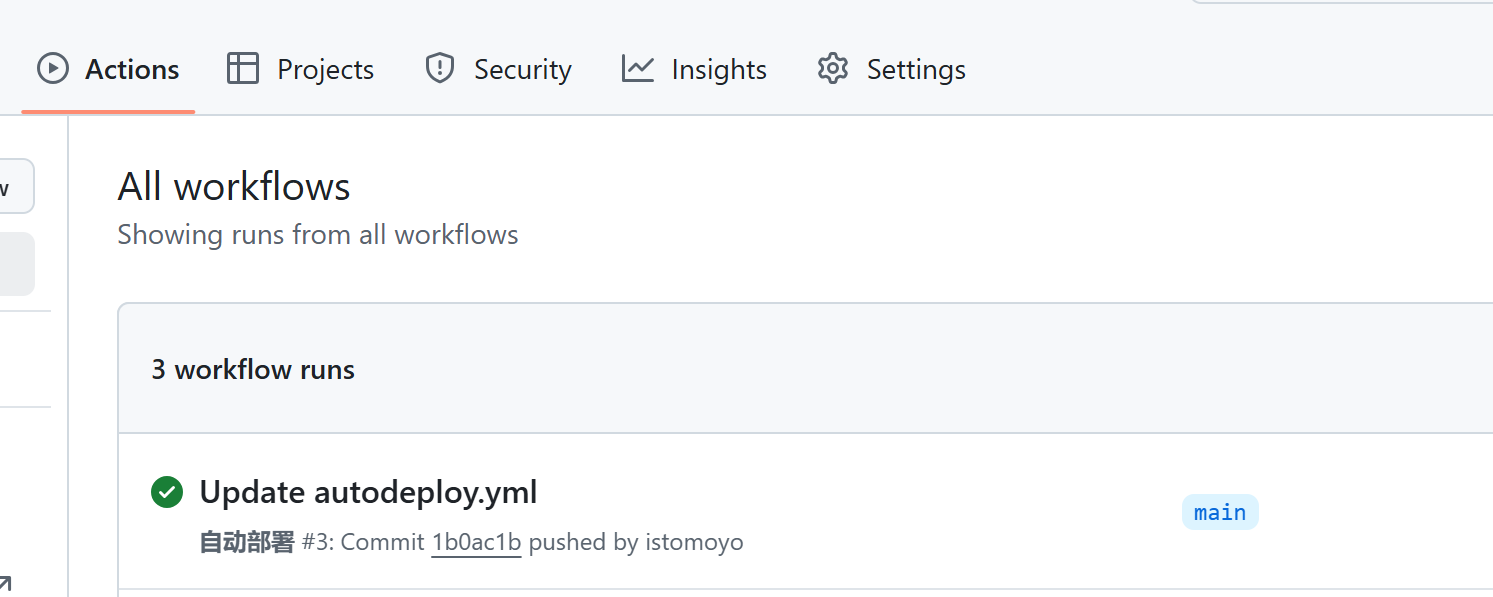 Actions Projects Security Insights Settings
All workflows
Showing runs from all workflows
3 workflow runs
Update autodeploy.yml
main
自动部署 #3: Commit 1b0ac1b pushed by istomoyo